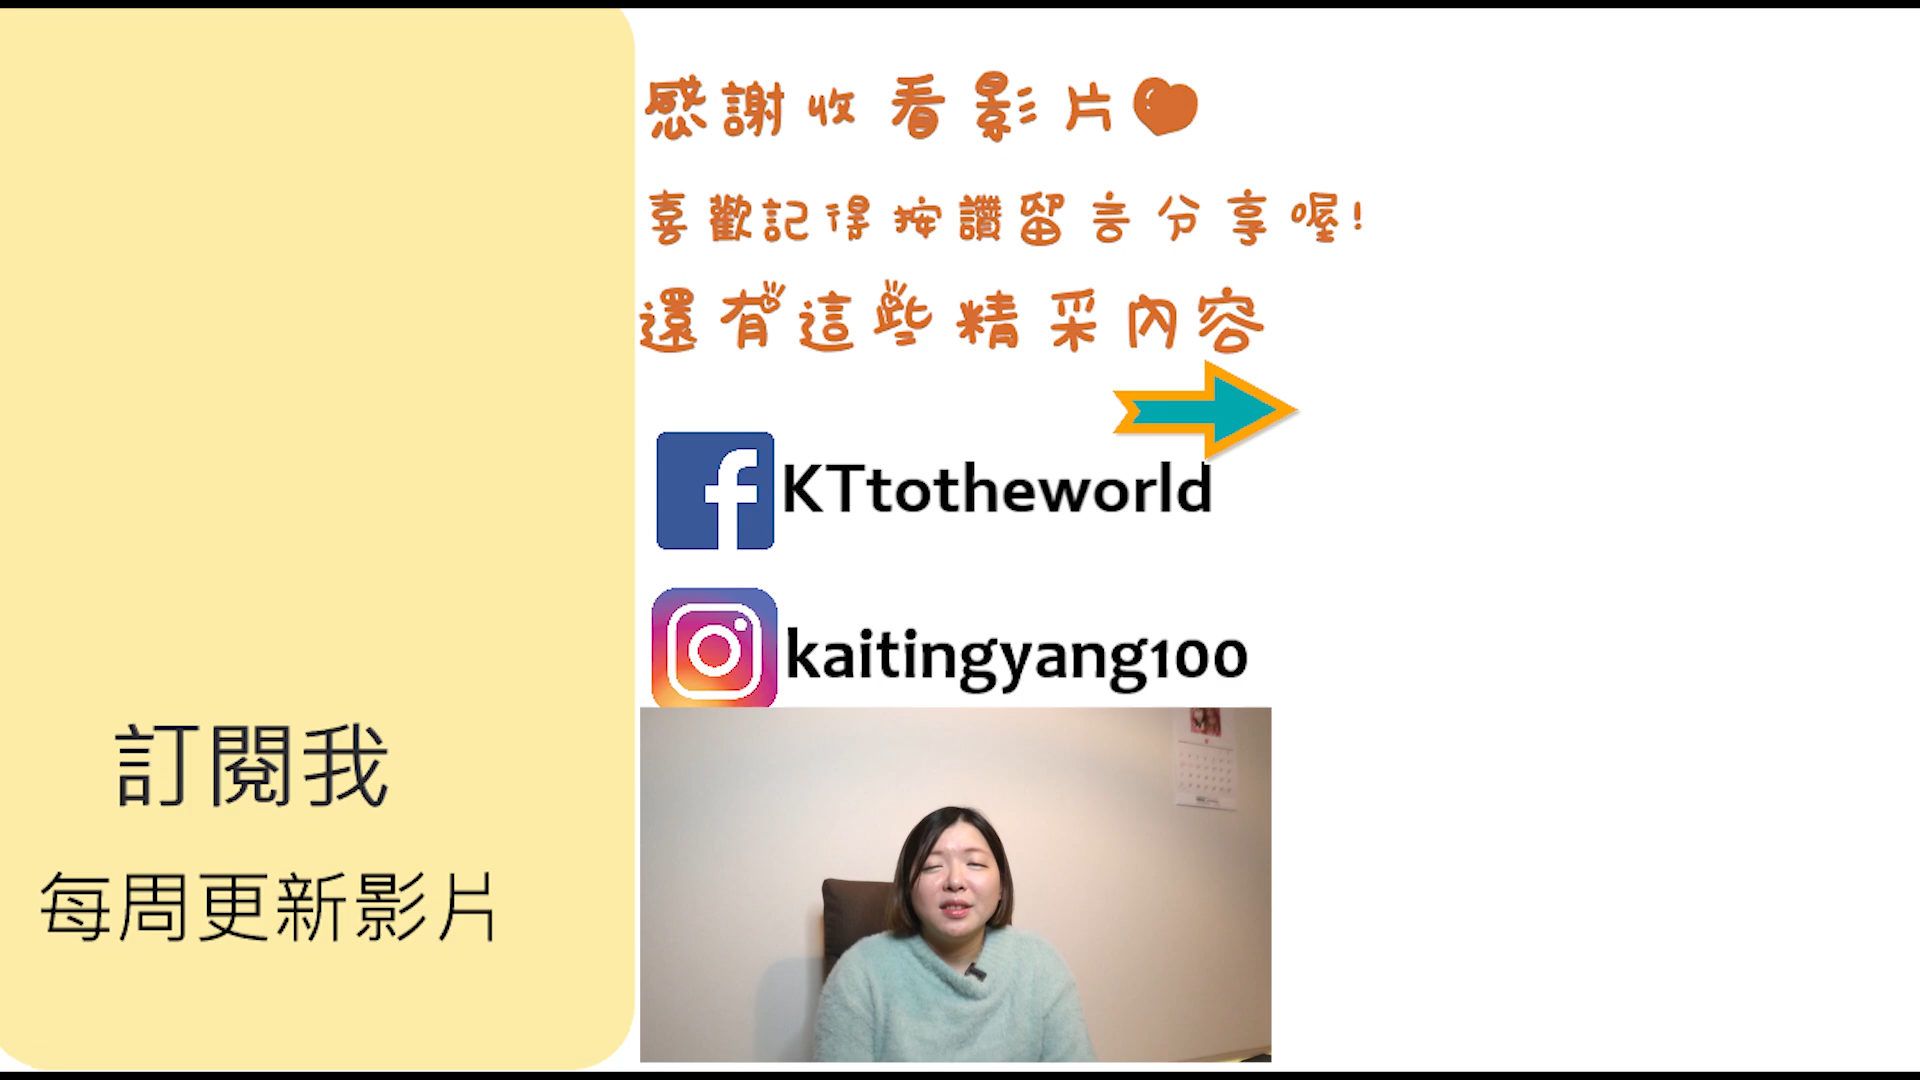 感謝收看影片
喜歡記得按讚留言分享喔!
還有這些精采內容
KTtotheworld
kaitingyang100
訂閱我
每周更新影片